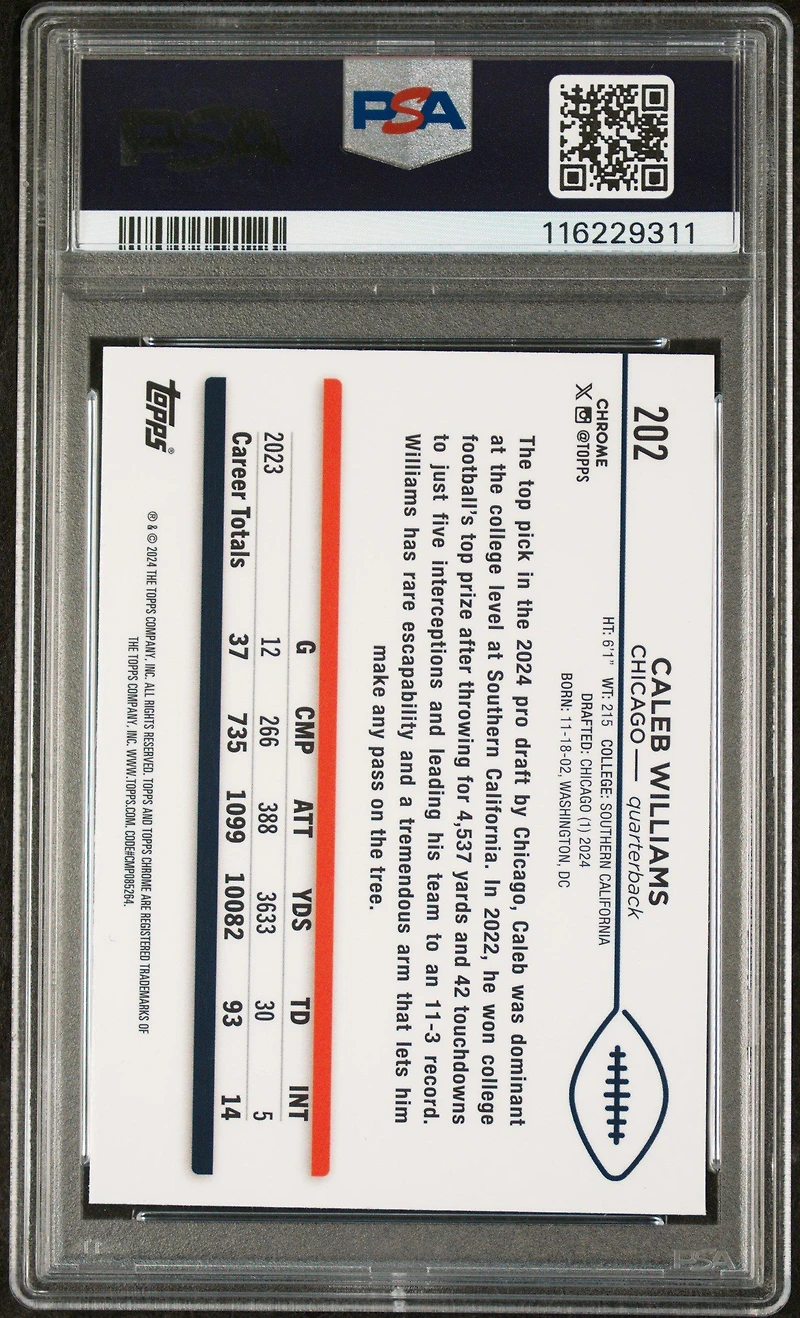 PSA
116229311
202
CALEB WILLIAMS
CHICAGO — quarterback
CHROME
@TOPPS
HT: 6'1" WT: 215 COLLEGE: SOUTHERN CALIFORNIA
DRAFTED: CHICAGO (1) 2024
BORN: 11-18-02, WASHINGTON, DC
The top pick in the 2024 pro draft by Chicago, Caleb was dominant
at the college level at Southern California. In 2022, he won college
football's top prize after throwing for 4,537 yards and 42 touchdowns
to just five interceptions and leading his team to an 11-3 record.
Williams has rare escapability and a tremendous arm that lets him
make any pass on the tree.
G CMP ATT YDS TD INT
2023 12 266 388 3633 30 5
Career Totals 37 735 1099 10082 93 14
topps®
® & © 2024 THE TOPPS COMPANY, INC. ALL RIGHTS RESERVED. TOPPS AND TOPPS CHROME ARE REGISTERED TRADEMARKS OF
THE TOPPS COMPANY, INC. WWW.TOPPS.COM. CODE#CMP085264.
PSA